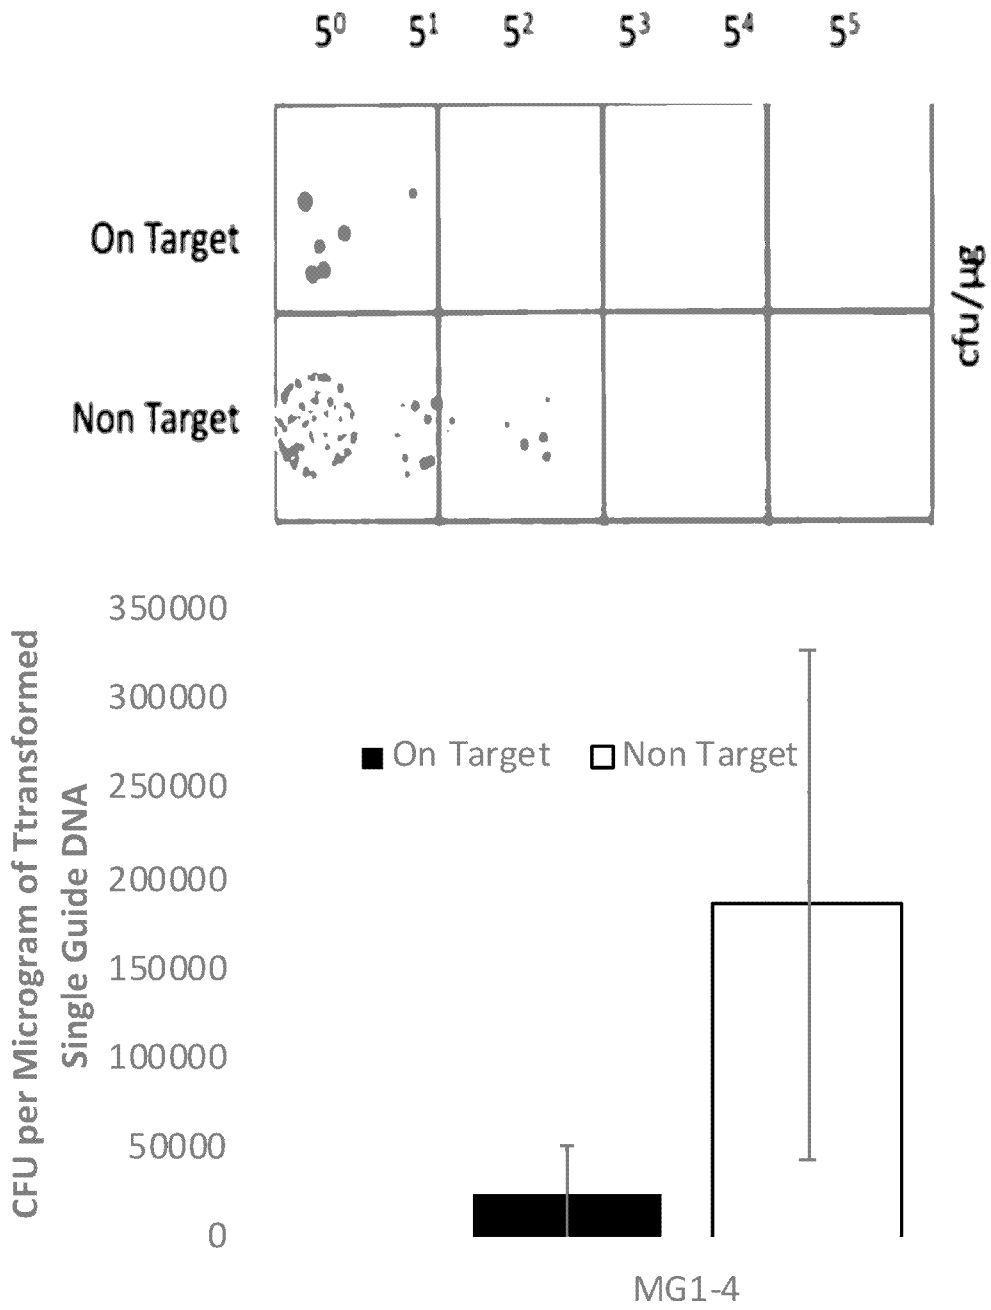 5⁰ 5¹ 5² 5³ 5⁴ 5⁵
On Target
Non Target
cfu/µg
CFU per Microgram of Ttransformed
Single Guide DNA
350000
300000
250000
200000
150000
100000
50000
0
On Target Non Target
MG1-4